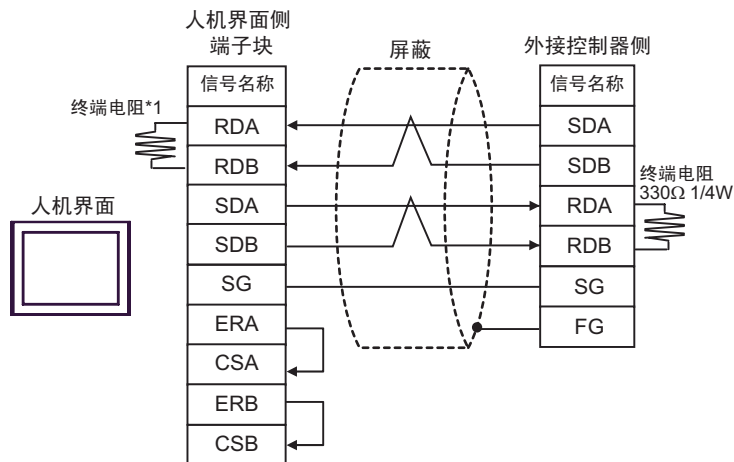 人机界面侧
端子块
屏蔽
外接控制器侧
信号名称
信号名称
终端电阻*1
RDA
SDA
RDB
SDB
终端电阻
330Ω 1/4W
人机界面
SDA
RDA
SDB
RDB
SG
SG
ERA
FG
CSA
ERB
CSB